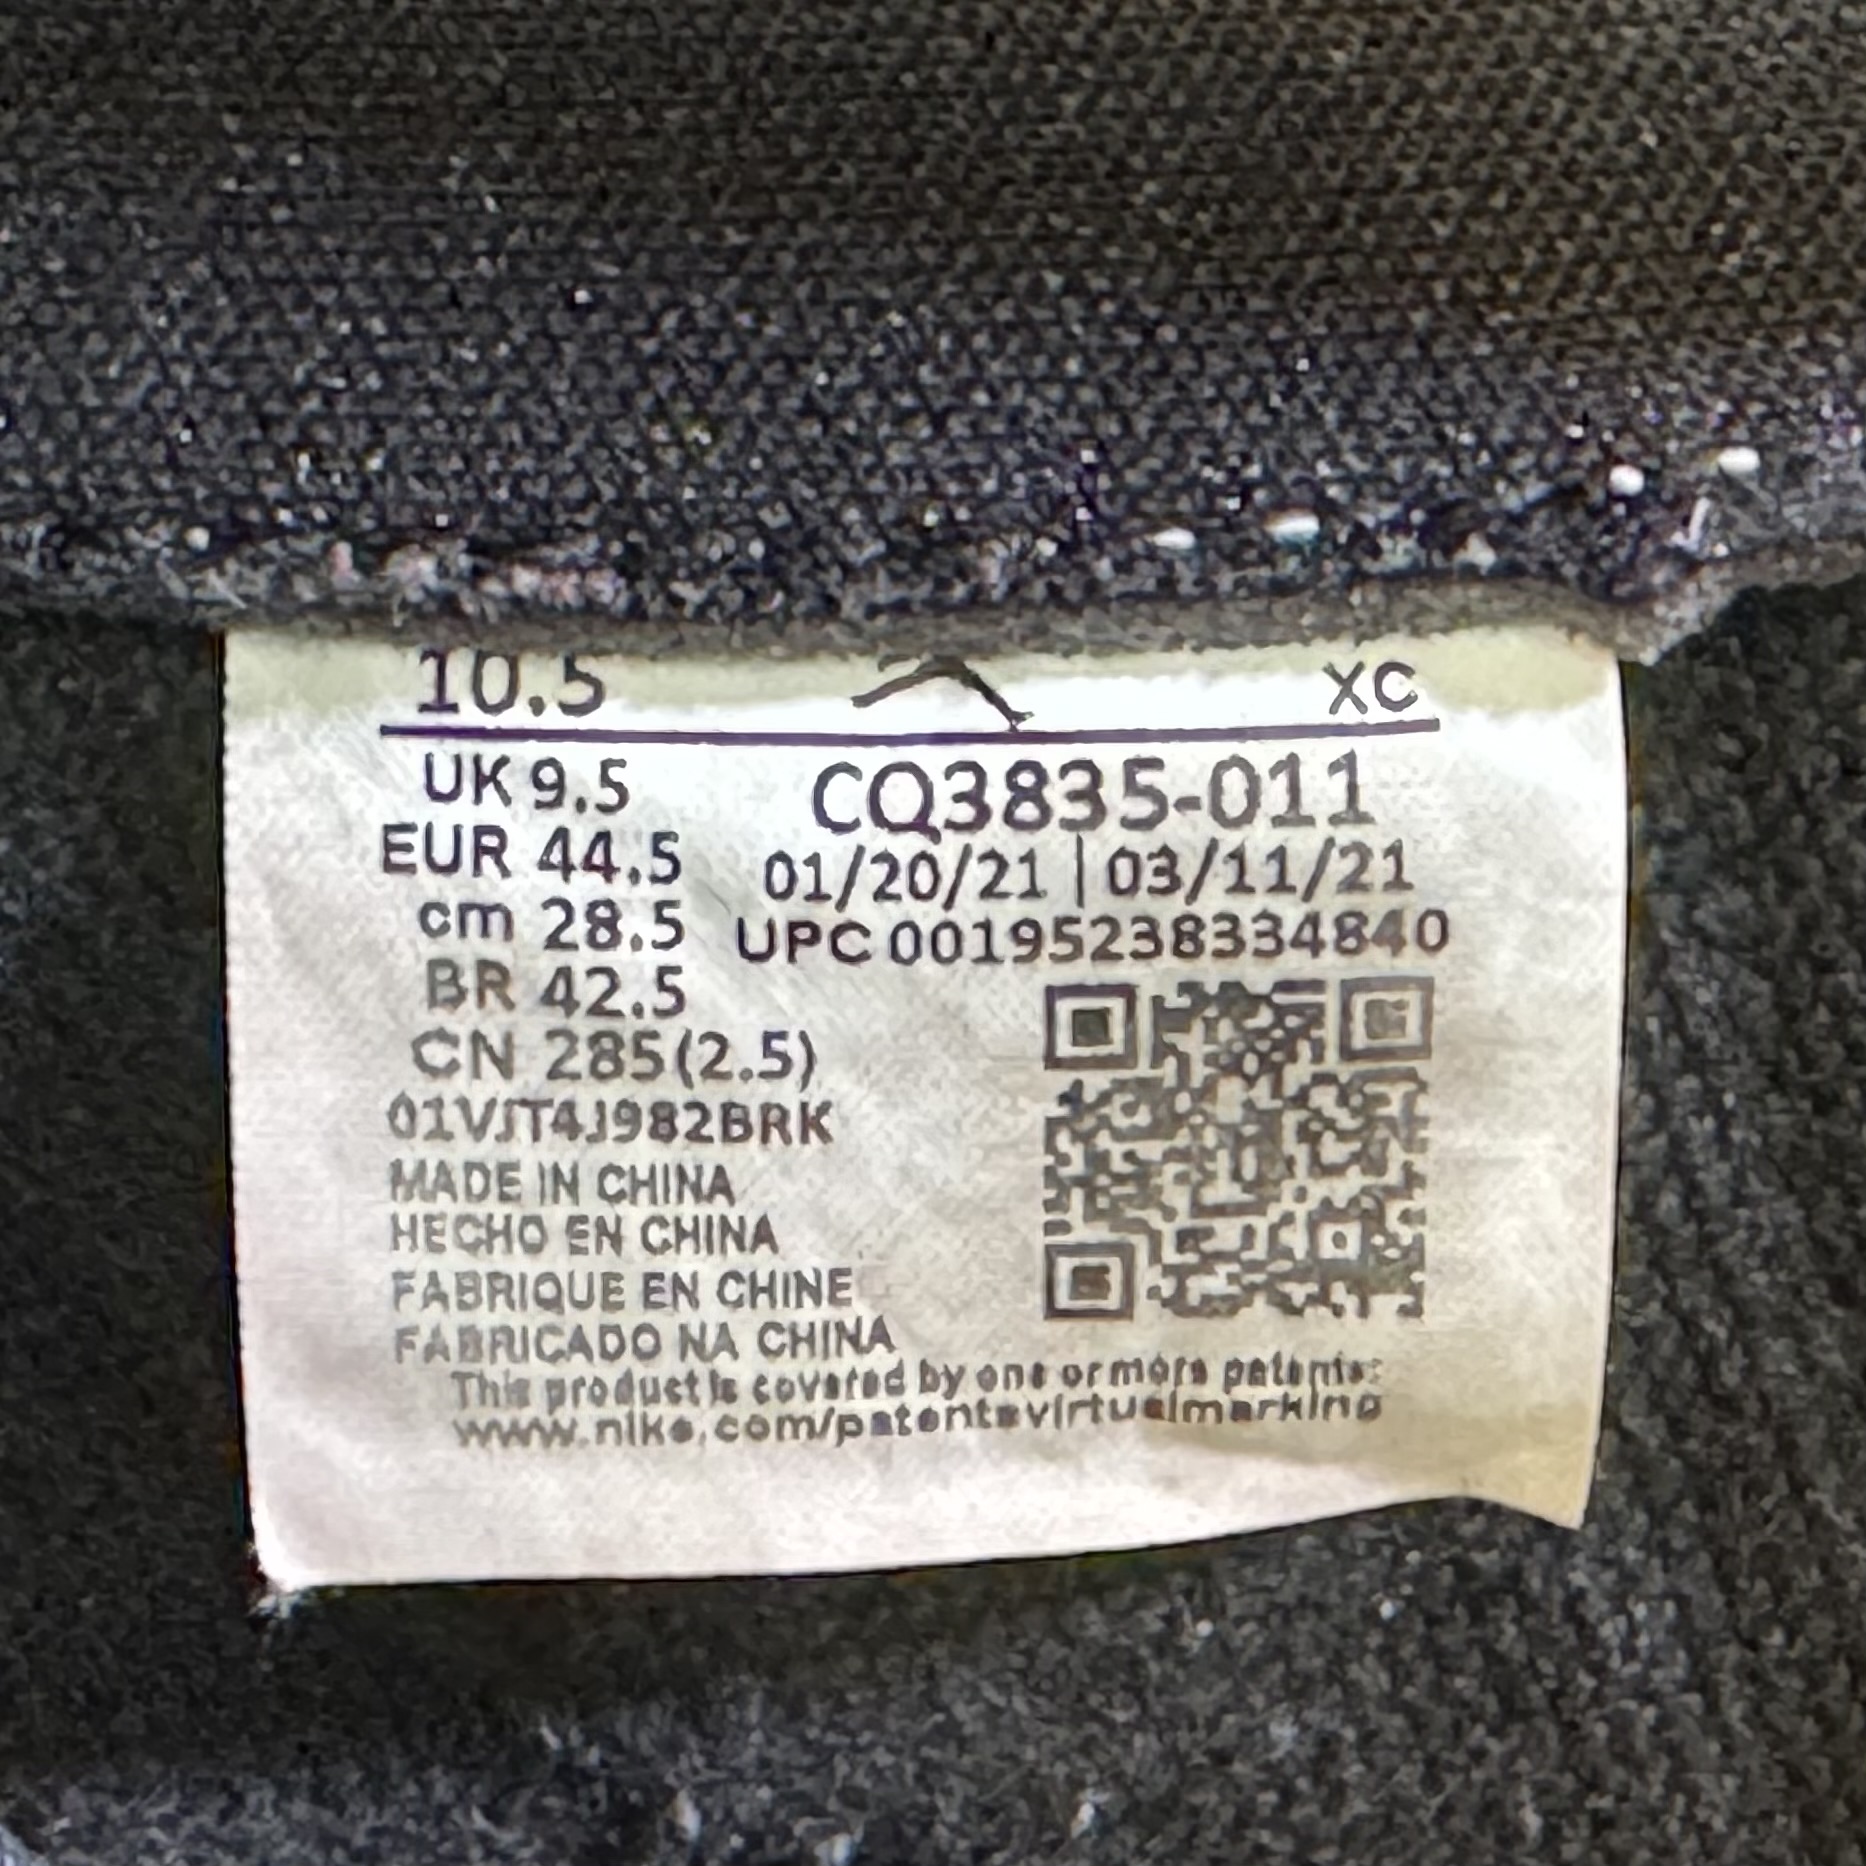 10.5 XC
UK 9.5 CQ3835-011
EUR 44.5 01/20/21 | 03/11/21
cm 28.5 UPC 00195238334840
BR 42.5
CN 285(2.5)
01VJT4J982BRK
MADE IN CHINA
HECHO EN CHINA
FABRIQUE EN CHINE
FABRICADO NA CHINA
This product is covered by one or more patents:
www.nike.com/patentsvirtualmarking